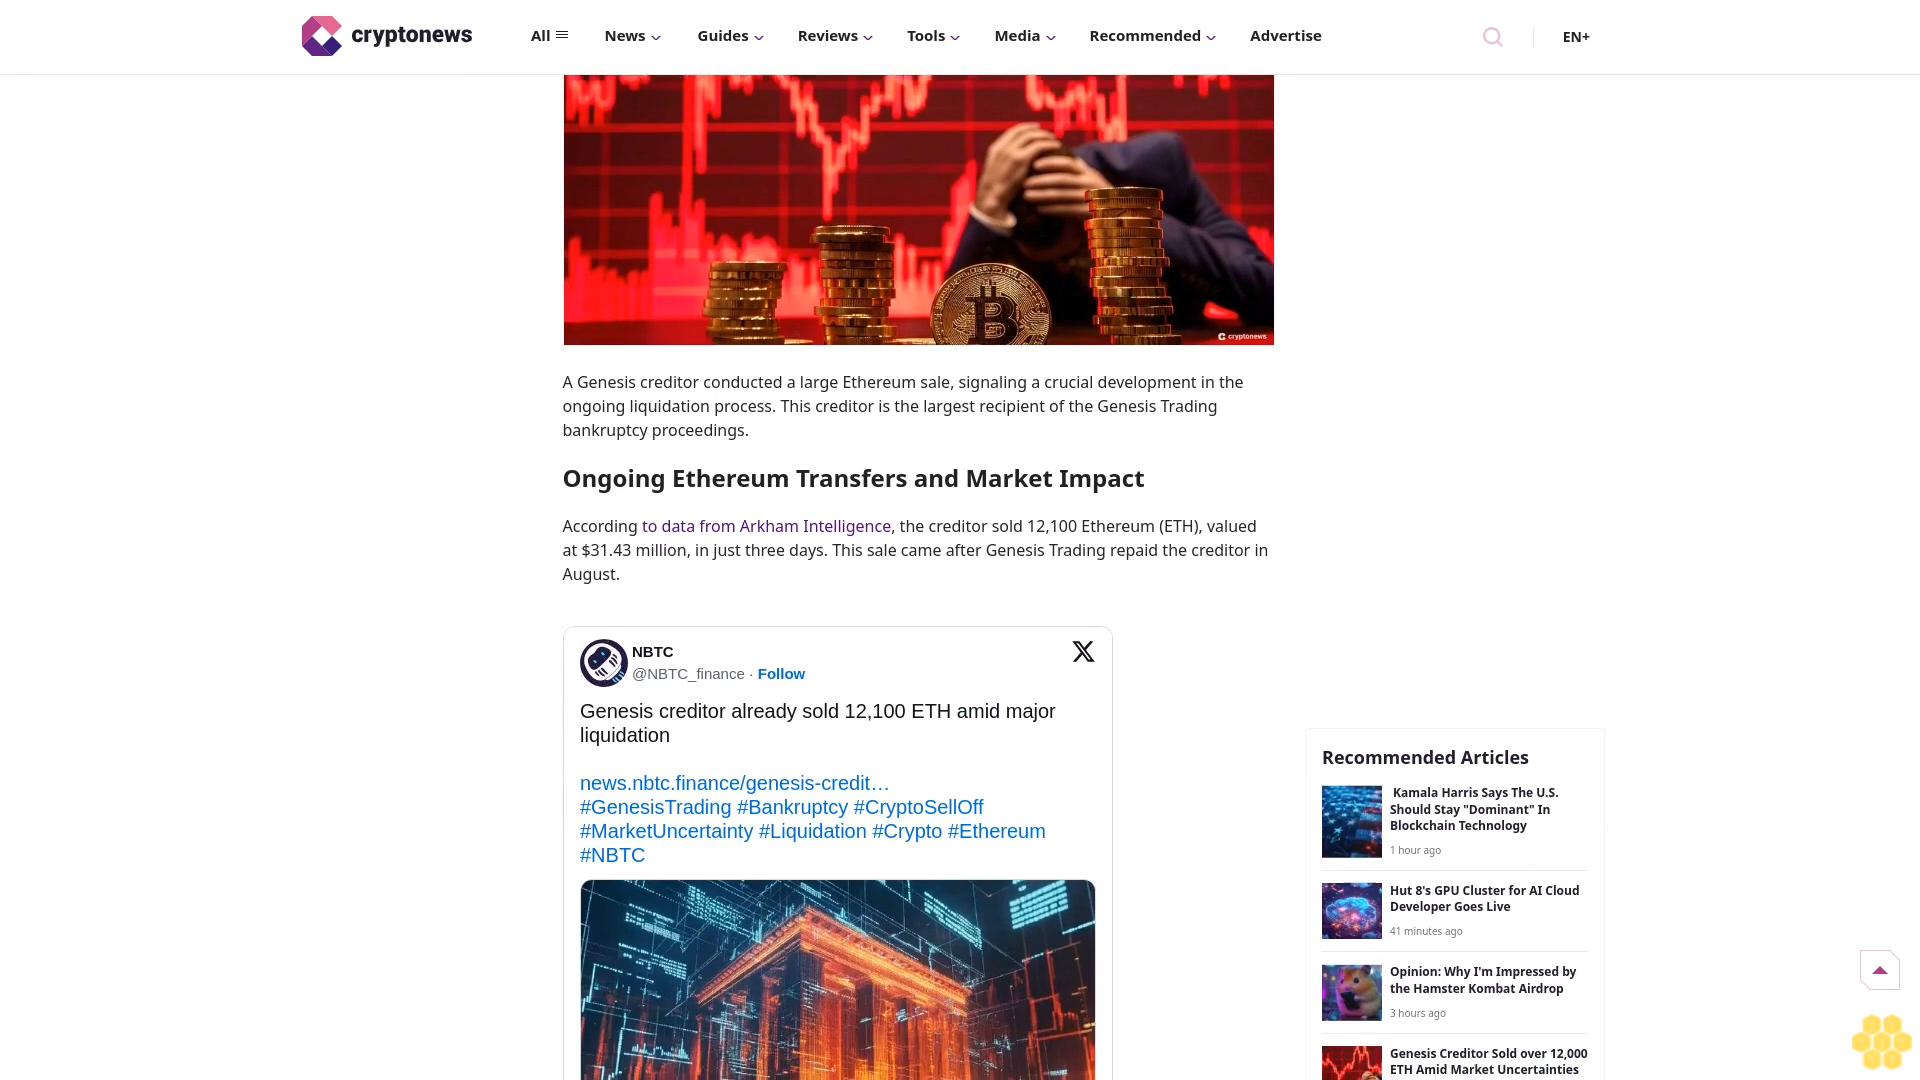 cryptonews
All
News
Guides
Reviews
Tools
Media
Recommended
Advertise
EN+
cryptonews
A Genesis creditor conducted a large Ethereum sale, signaling a crucial development in the
ongoing liquidation process. This creditor is the largest recipient of the Genesis Trading
bankruptcy proceedings.
Ongoing Ethereum Transfers and Market Impact
According to data from Arkham Intelligence, the creditor sold 12,100 Ethereum (ETH), valued
at $31.43 million, in just three days. This sale came after Genesis Trading repaid the creditor in
August.
NBTC
@NBTC_finance · Follow
Genesis creditor already sold 12,100 ETH amid major
liquidation
news.nbtc.finance/genesis-credit…
#GenesisTrading #Bankruptcy #CryptoSellOff
#MarketUncertainty #Liquidation #Crypto #Ethereum
#NBTC
Recommended Articles
Kamala Harris Says The U.S.
Should Stay "Dominant" In
Blockchain Technology
1 hour ago
Hut 8's GPU Cluster for AI Cloud
Developer Goes Live
41 minutes ago
Opinion: Why I'm Impressed by
the Hamster Kombat Airdrop
3 hours ago
Genesis Creditor Sold over 12,000
ETH Amid Market Uncertainties